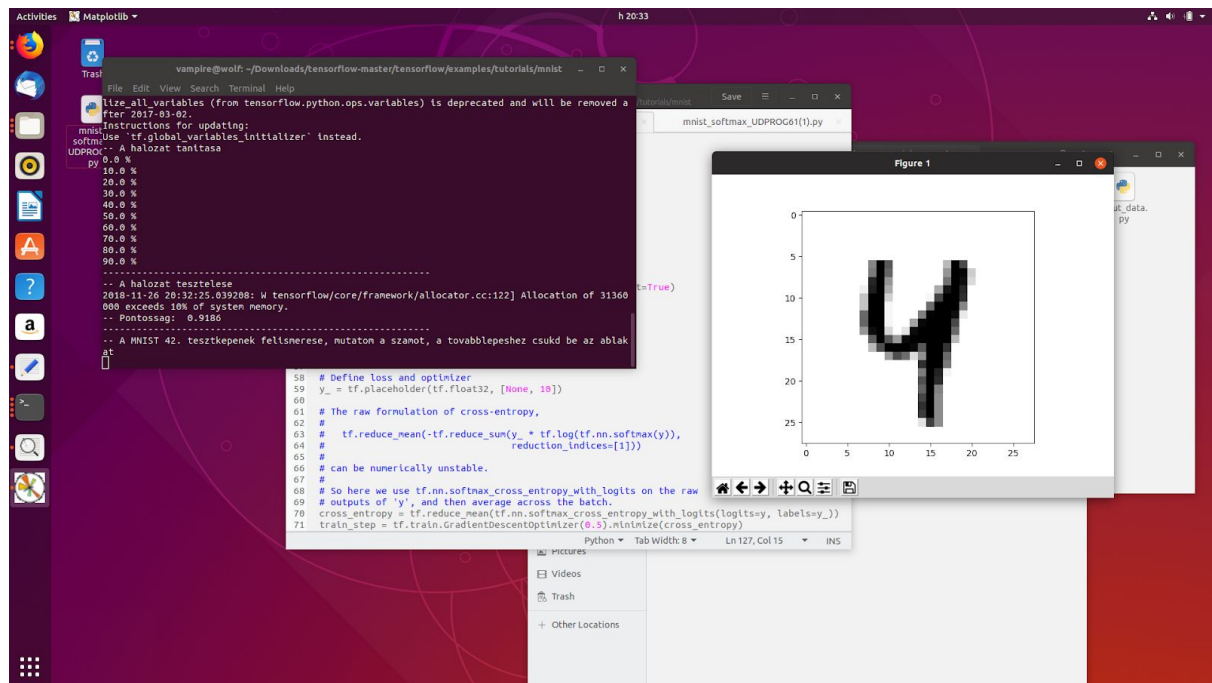 Activities
Matplotlib
h 20:33
Trash
mnist_
softma
UDPROG
py
vampire@wolf: ~/Downloads/tensorflow-master/tensorflow/examples/tutorials/mnist
File Edit View Search Terminal Help
lize_all_variables (from tensorflow.python.ops.variables) is deprecated and will be removed a
fter 2017-03-02.
Instructions for updating:
Use `tf.global_variables_initializer` instead.
-- A halozat tanitasa
0.0 %
10.0 %
20.0 %
30.0 %
40.0 %
50.0 %
60.0 %
70.0 %
80.0 %
90.0 %
----------------------------------------------------------
-- A halozat tesztelese
2018-11-26 20:32:25.039208: W tensorflow/core/framework/allocator.cc:122] Allocation of 31360
000 exceeds 10% of system memory.
-- Pontossag:  0.9186
----------------------------------------------------------
-- A MNIST 42. tesztkepenek felismerese, mutatom a szamot, a tovabblepeshez csukd be az ablak
at
/tutorials/mnist
Save
mnist_softmax_UDPROG61(1).py
t=True)
58 # Define loss and optimizer
59 y_ = tf.placeholder(tf.float32, [None, 10])
60
61 # The raw formulation of cross-entropy,
62 #
63 #   tf.reduce_mean(-tf.reduce_sum(y_ * tf.log(tf.nn.softmax(y)),
64 #                                 reduction_indices=[1]))
65 #
66 # can be numerically unstable.
67 #
68 # So here we use tf.nn.softmax_cross_entropy_with_logits on the raw
69 # outputs of 'y', and then average across the batch.
70 cross_entropy = tf.reduce_mean(tf.nn.softmax_cross_entropy_with_logits(logits=y, labels=y_))
71 train_step = tf.train.GradientDescentOptimizer(0.5).minimize(cross_entropy)
Python
Tab Width: 8
Ln 127, Col 15
INS
Figure 1
0
5
10
15
20
25
0 5 10 15 20 25
4
ut_data.
py
Pictures
Videos
Trash
+ Other Locations